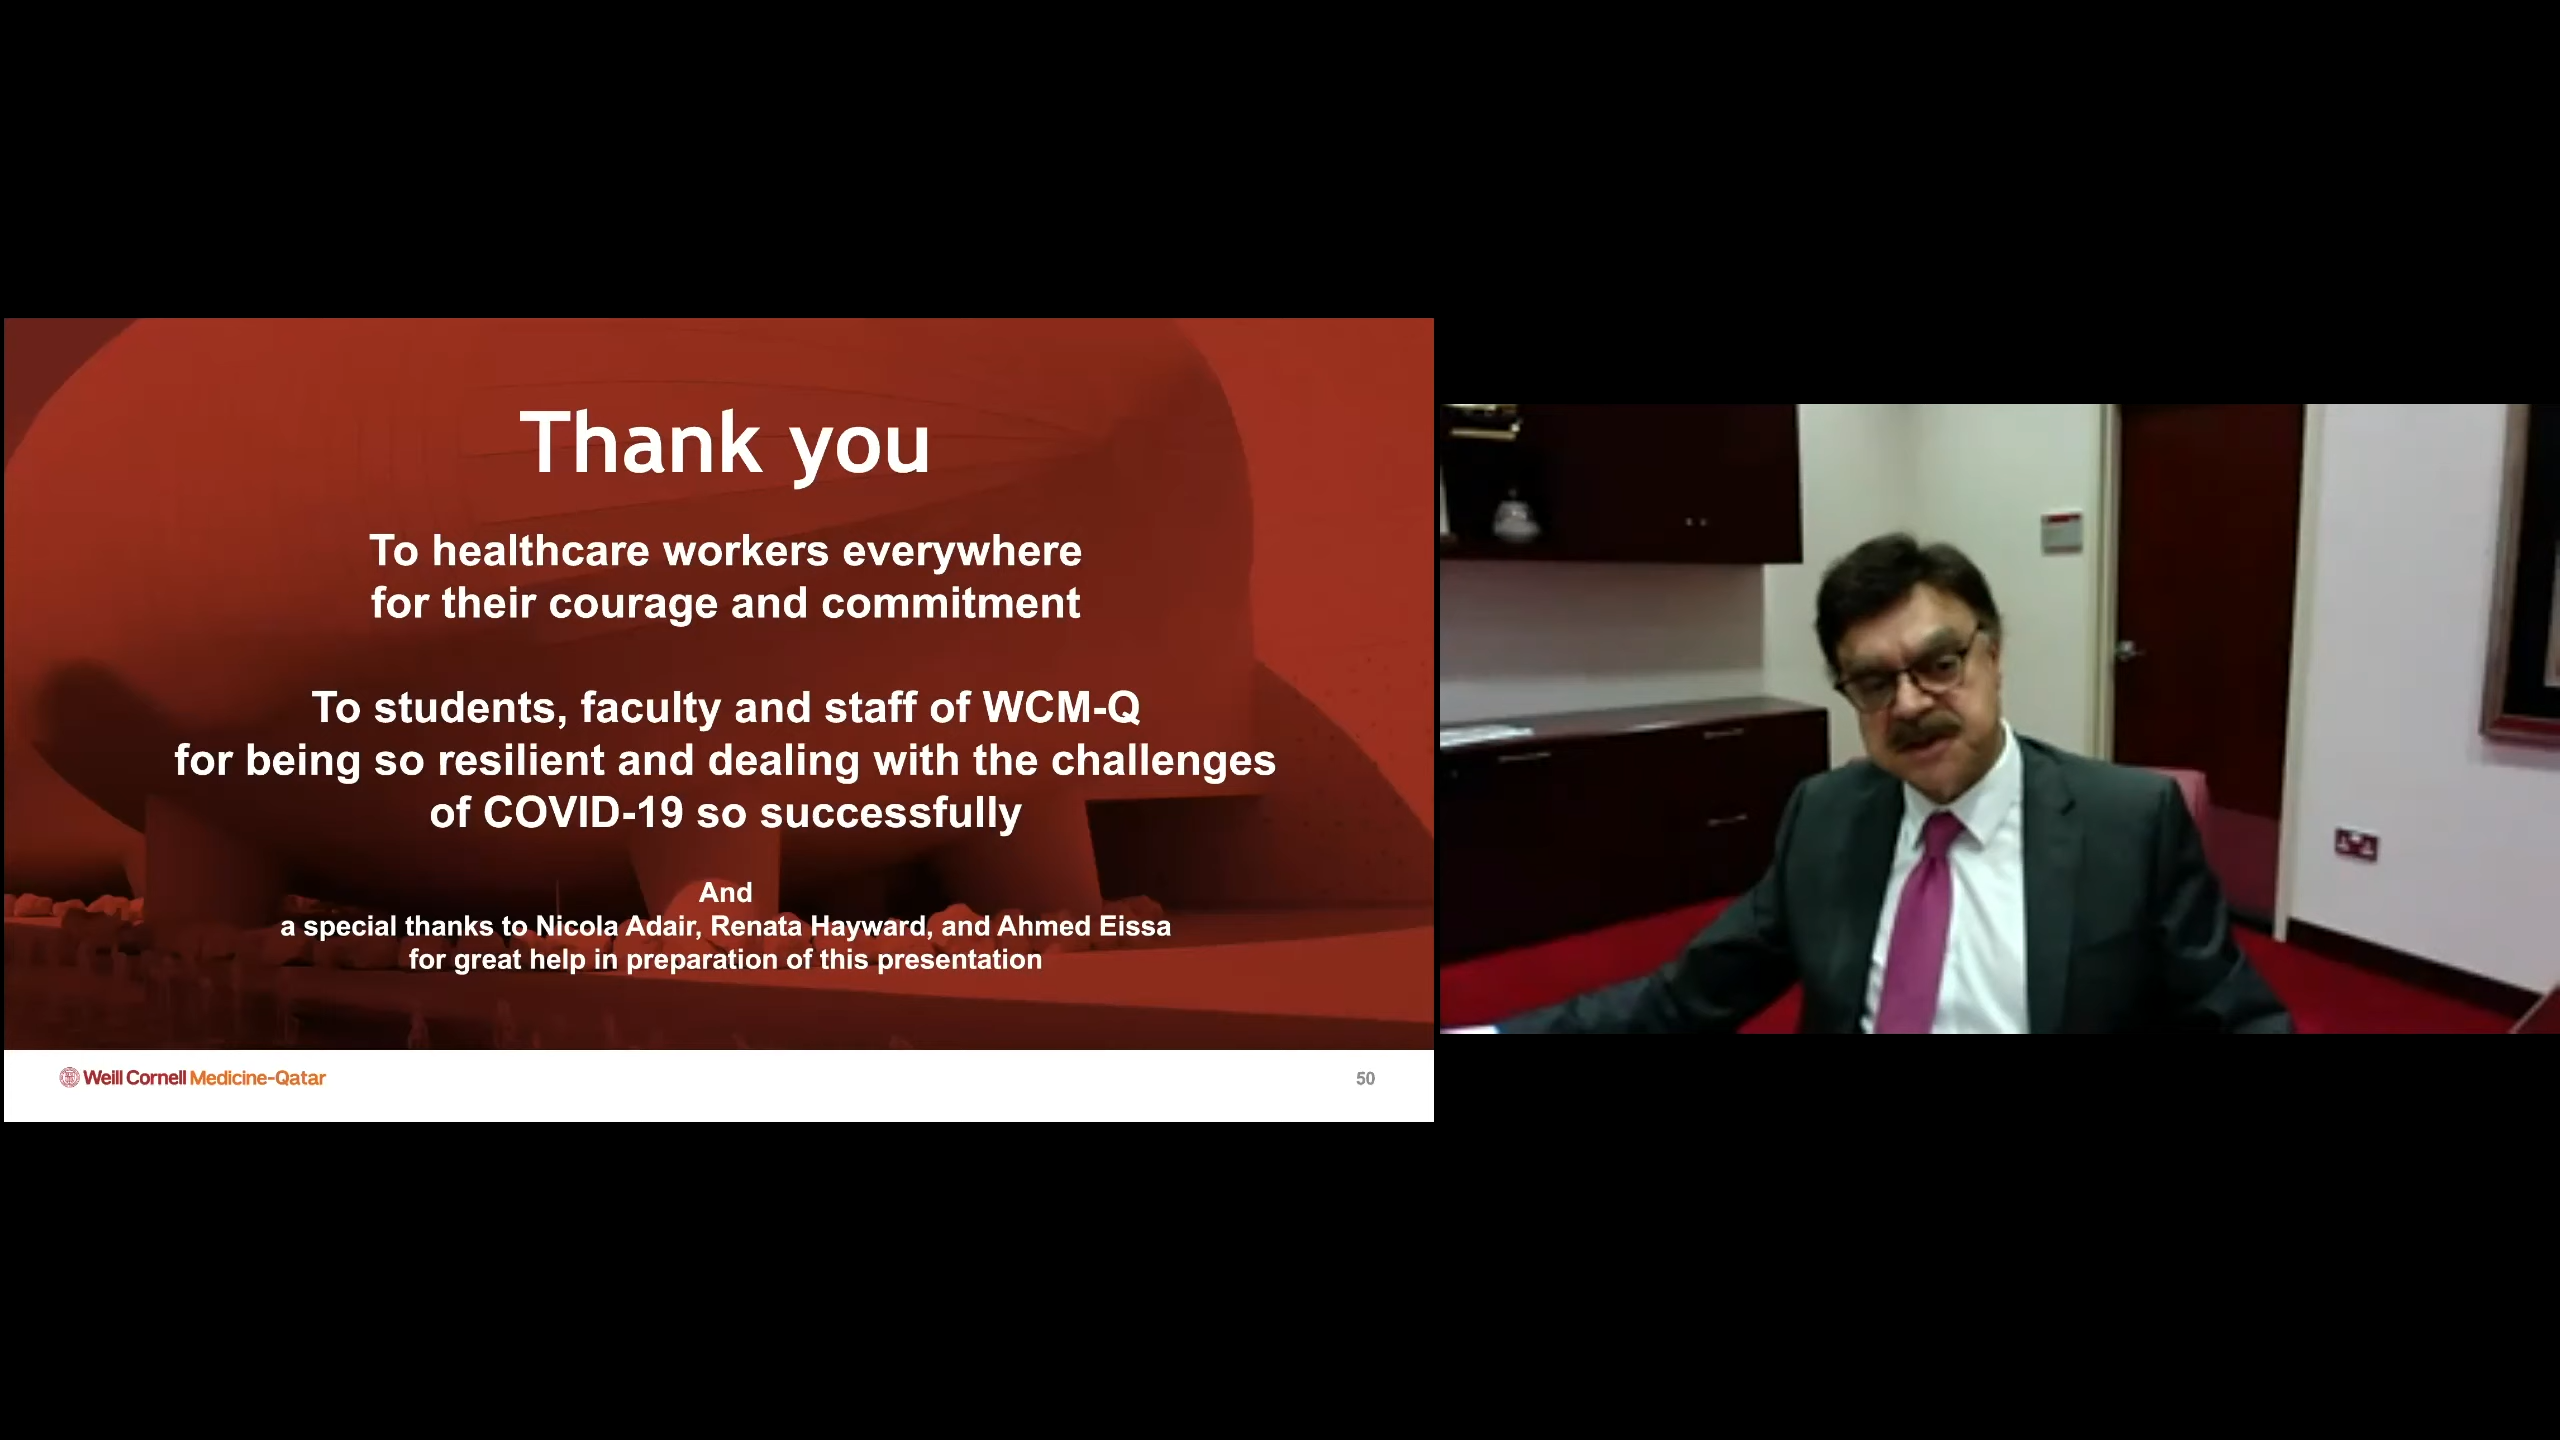 Thank you
To healthcare workers everywhere
for their courage and commitment
To students, faculty and staff of WCM-Q
for being so resilient and dealing with the challenges
of COVID-19 so successfully
And
a special thanks to Nicola Adair, Renata Hayward, and Ahmed Eissa
for great help in preparation of this presentation
Weill Cornell Medicine-Qatar
50